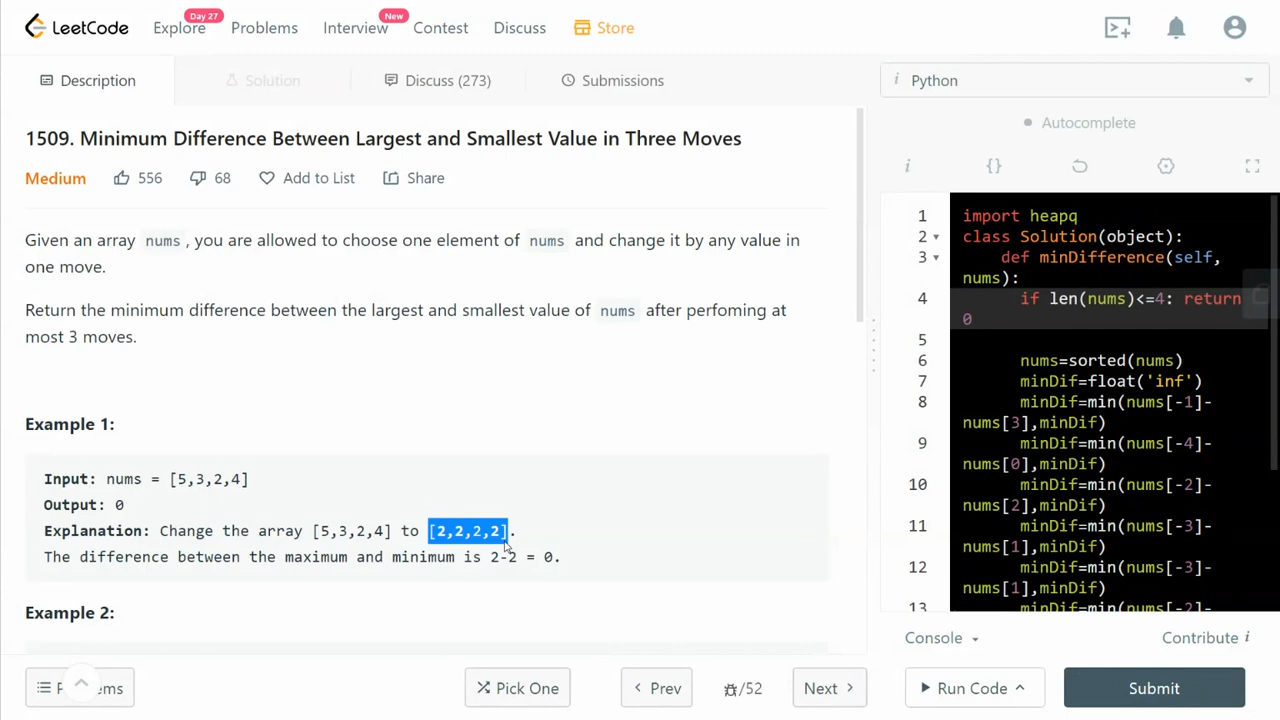 LeetCode
Explore
Day 27
Problems
Interview
New
Contest
Discuss
Store
Description
Solution
Discuss (273)
Submissions
i Python
Autocomplete
1509. Minimum Difference Between Largest and Smallest Value in Three Moves
Medium 556 68 Add to List Share
i {}
Given an array nums , you are allowed to choose one element of nums and change it by any value in
one move.
Return the minimum difference between the largest and smallest value of nums after perfoming at
most 3 moves.
Example 1:
Input: nums = [5,3,2,4]
Output: 0
Explanation: Change the array [5,3,2,4] to [2,2,2,2].
The difference between the maximum and minimum is 2-2 = 0.
Example 2:
1 import heapq
2 class Solution(object):
3 def minDifference(self,
nums):
4 if len(nums)<=4: return
0
5
6 nums=sorted(nums)
7 minDif=float('inf')
8 minDif=min(nums[-1]-
nums[3],minDif)
9 minDif=min(nums[-4]-
nums[0],minDif)
10 minDif=min(nums[-2]-
nums[2],minDif)
11 minDif=min(nums[-3]-
nums[1],minDif)
12 minDif=min(nums[-3]-
nums[1],minDif)
13 minDif=min(nums[-2]-
Console
Contribute i
Pick One
Prev
/52
Next
Run Code
Submit